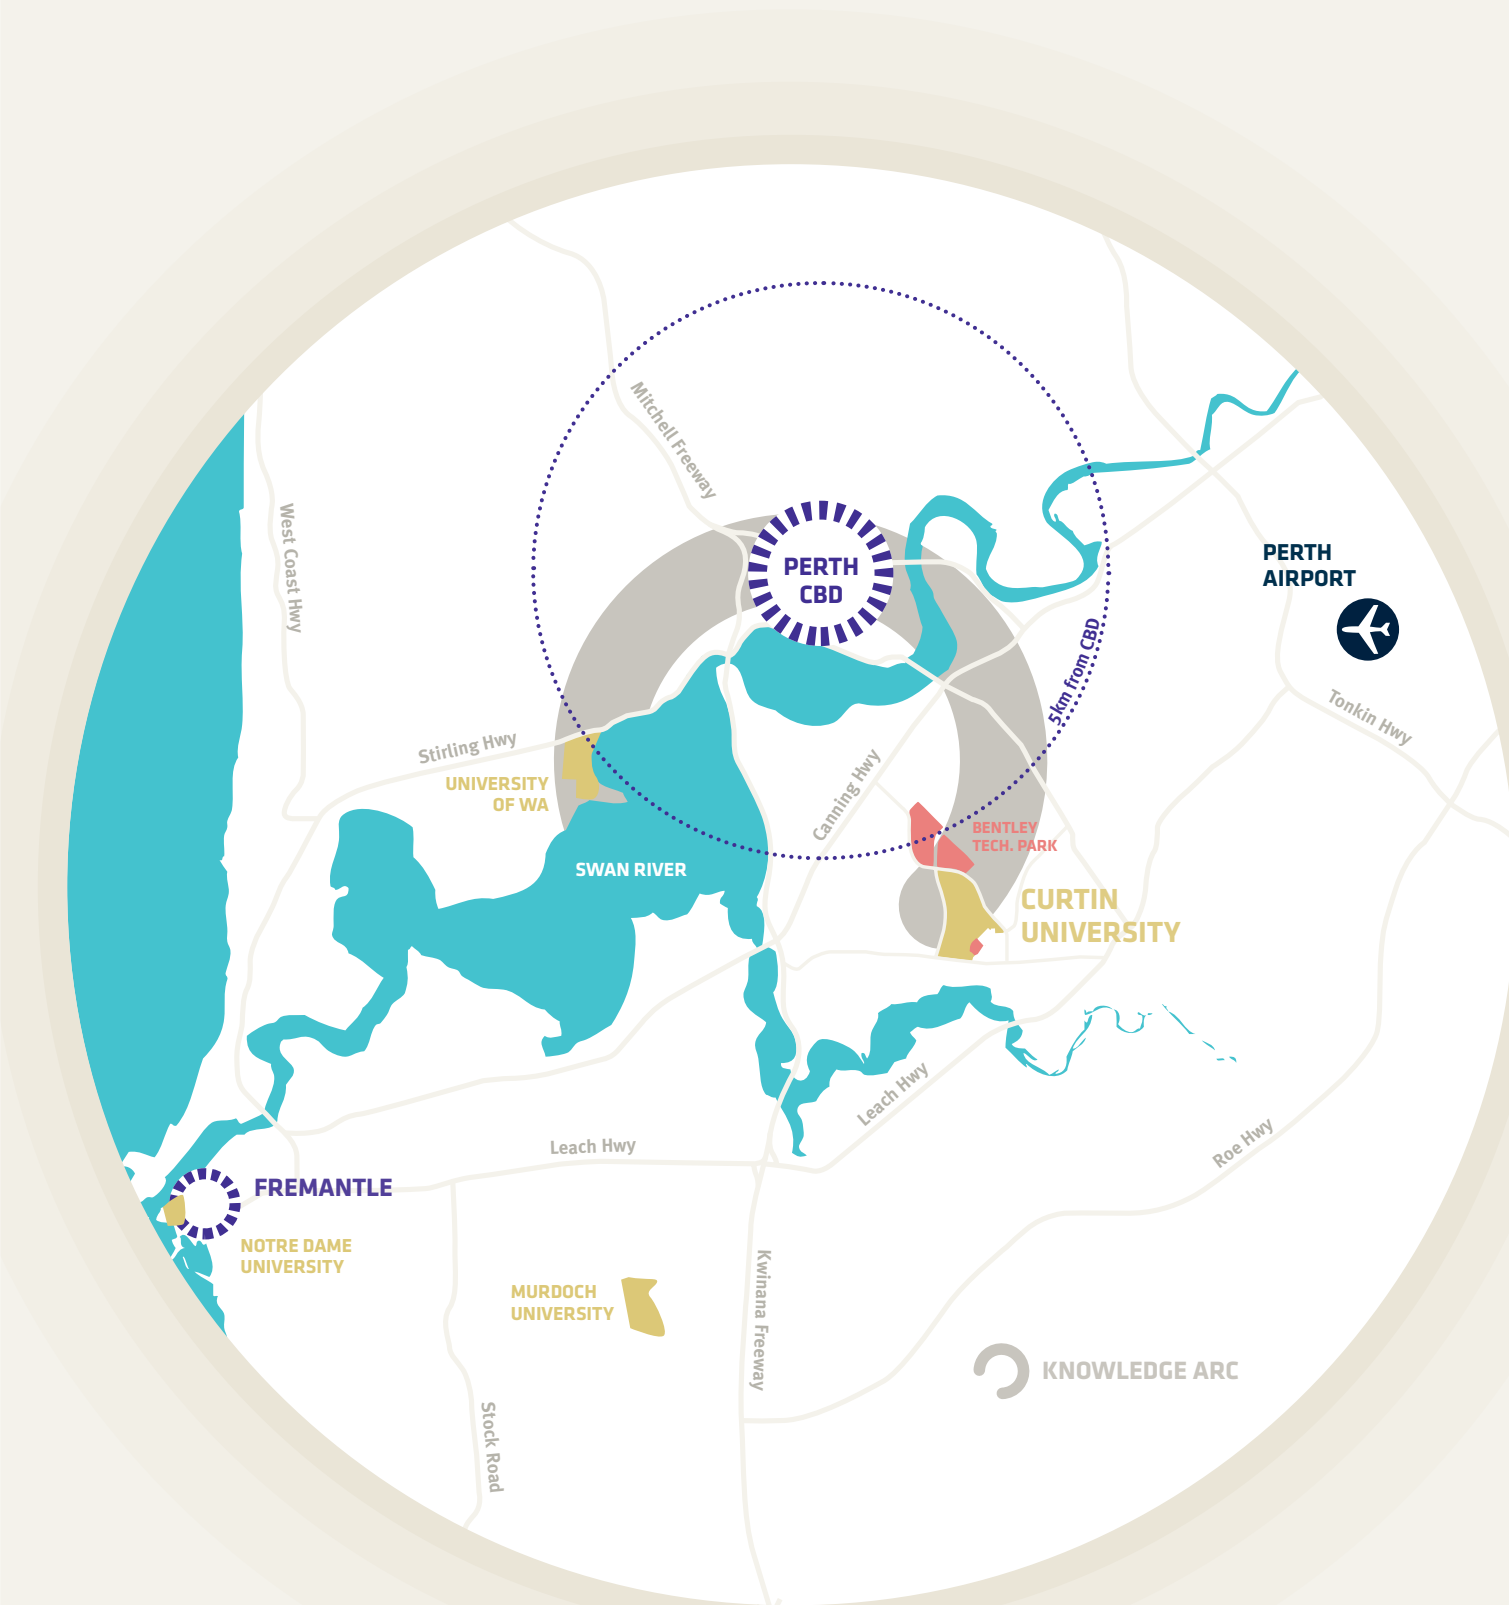 Mitchell Freeway
West Coast Hwy
PERTH
CBD
PERTH
AIRPORT
5km from CBD
Tonkin Hwy
Stirling Hwy
UNIVERSITY
OF WA
Canning Hwy
BENTLEY
TECH. PARK
SWAN RIVER
CURTIN
UNIVERSITY
Leach Hwy
Leach Hwy
Roe Hwy
FREMANTLE
NOTRE DAME
UNIVERSITY
MURDOCH
UNIVERSITY
Kwinana Freeway
KNOWLEDGE ARC
Stock Road